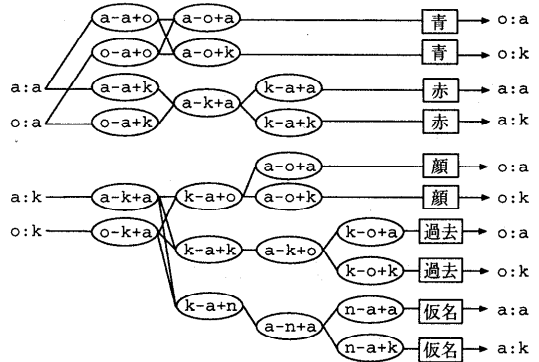 a-a+o a-o+a 青 o:a
o-a+o a-o+k 青 o:k
a:a a-a+k k-a+a 赤 a:a
a-k+a
o:a o-a+k k-a+k 赤 a:k
a-o+a 顔 o:a
a:k a-k+a k-a+o a-o+k 顔 o:k
o:k o-k+a k-o+a 過去 o:a
k-a+k a-k+o
k-o+k 過去 o:k
k-a+n n-a+a 仮名 a:a
a-n+a
n-a+k 仮名 a:k